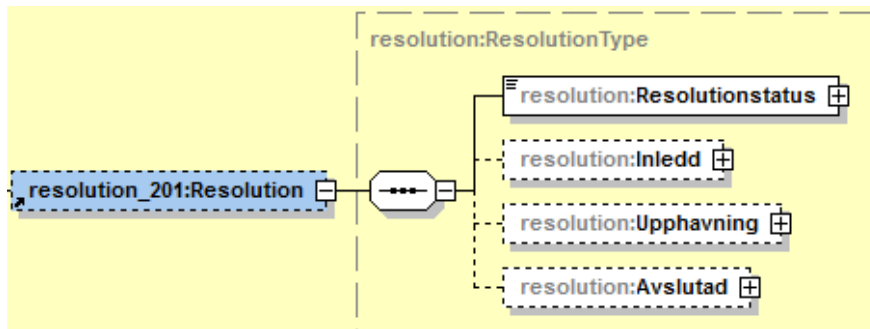 resolution:ResolutionType
resolution:Resolutionstatus
resolution:Inledd
resolution_201:Resolution
resolution:Upphavning
resolution:Avslutad